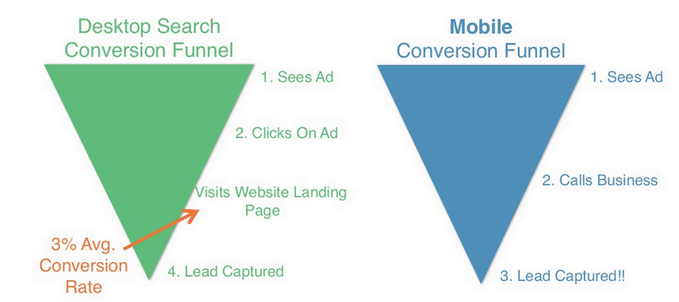 Desktop Search
Conversion Funnel
1. Sees Ad
2. Clicks On Ad
Visits Website Landing
Page
3% Avg.
Conversion
Rate
4. Lead Captured
Mobile
Conversion Funnel
1. Sees Ad
2. Calls Business
3. Lead Captured!!